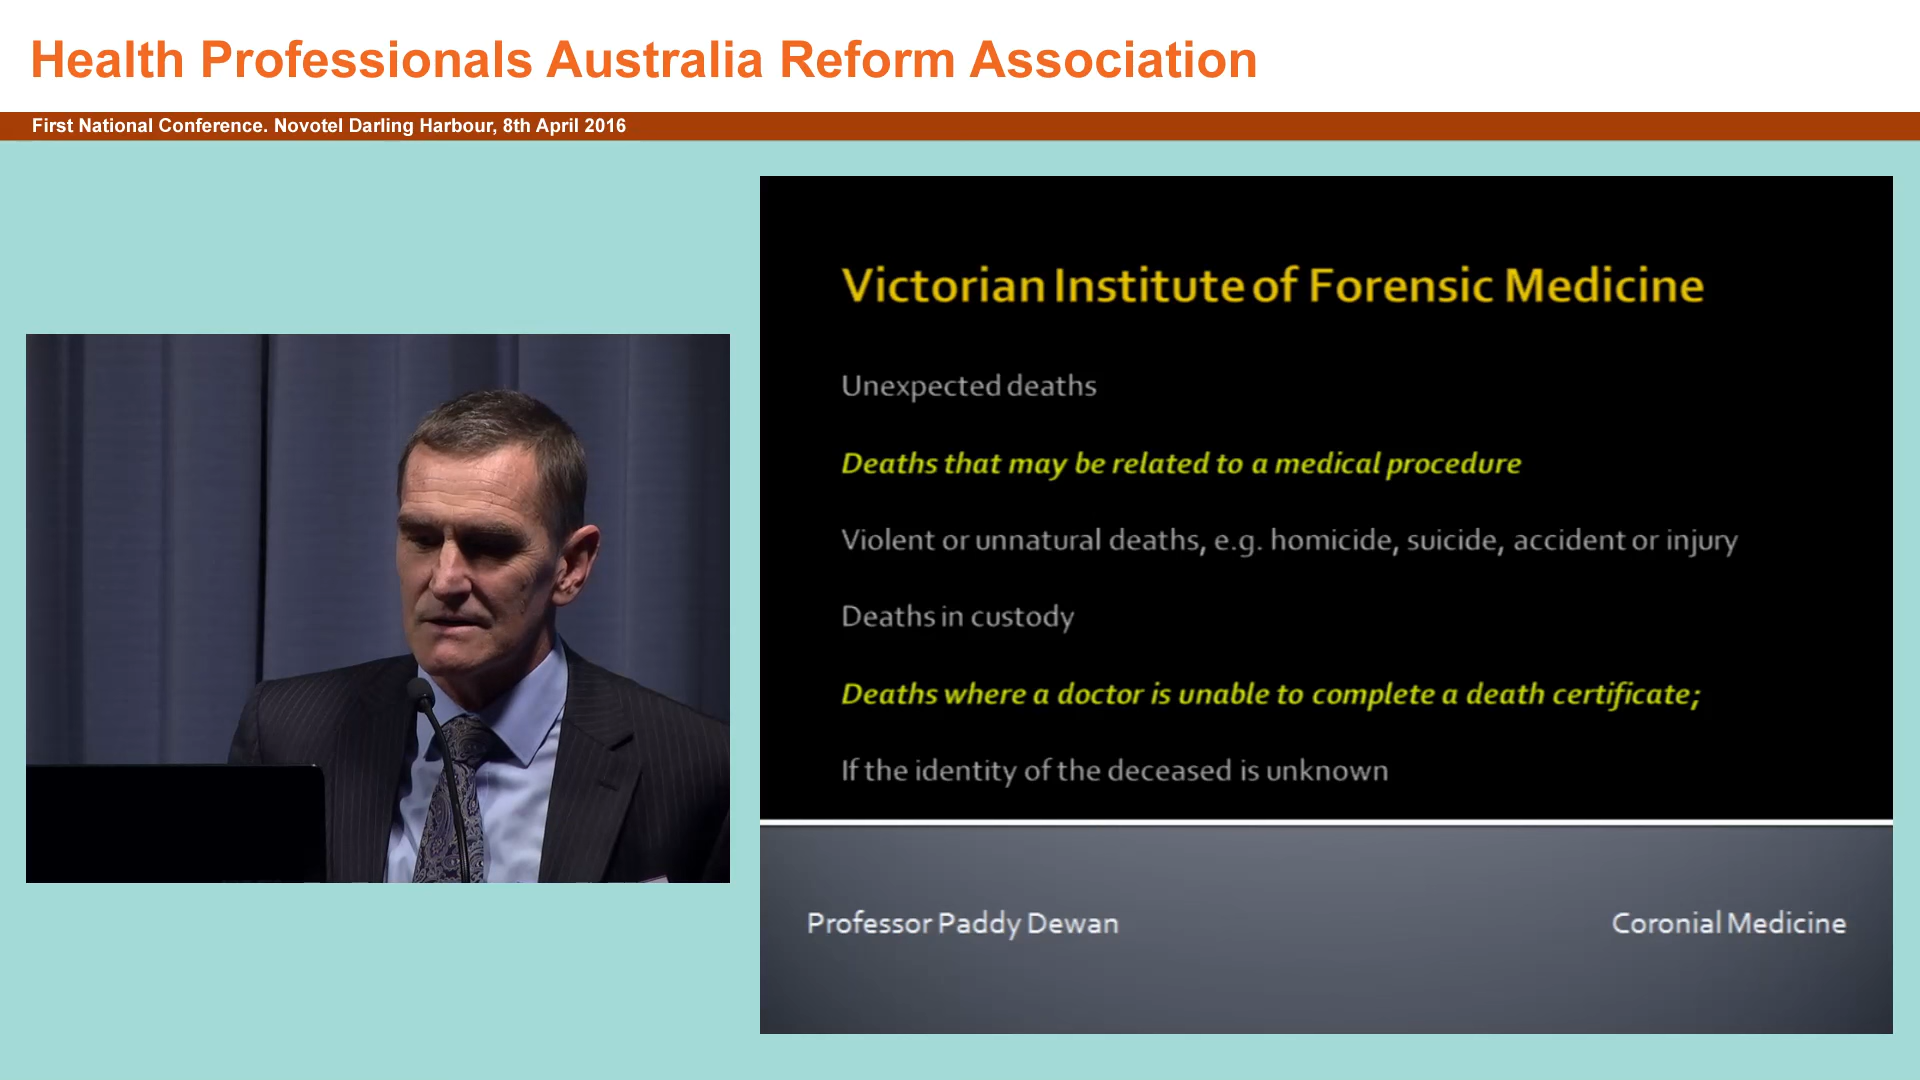 Health Professionals Australia Reform Association
First National Conference. Novotel Darling Harbour, 8th April 2016
Victorian Institute of Forensic Medicine
Unexpected deaths
Deaths that may be related to a medical procedure
Violent or unnatural deaths, e.g. homicide, suicide, accident or injury
Deaths in custody
Deaths where a doctor is unable to complete a death certificate;
If the identity of the deceased is unknown
Professor Paddy Dewan
Coronial Medicine